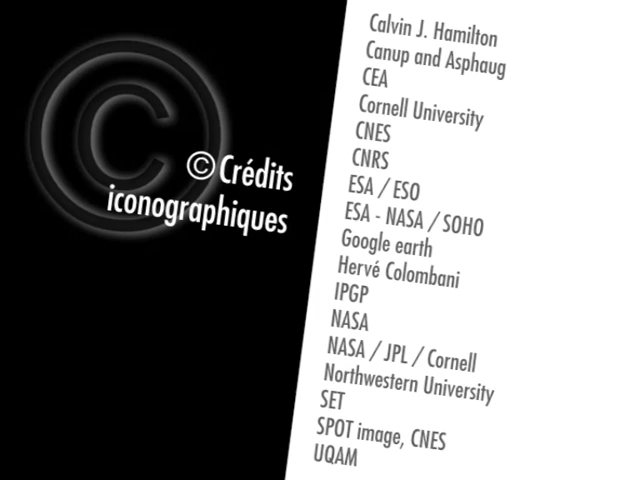 © Crédits
iconographiques
Calvin J. Hamilton
Canup and Asphaug
CEA
Cornell University
CNES
CNRS
ESA / ESO
ESA - NASA / SOHO
Google earth
Hervé Colombani
IPGP
NASA
NASA / JPL / Cornell
Northwestern University
SET
SPOT image, CNES
UQAM